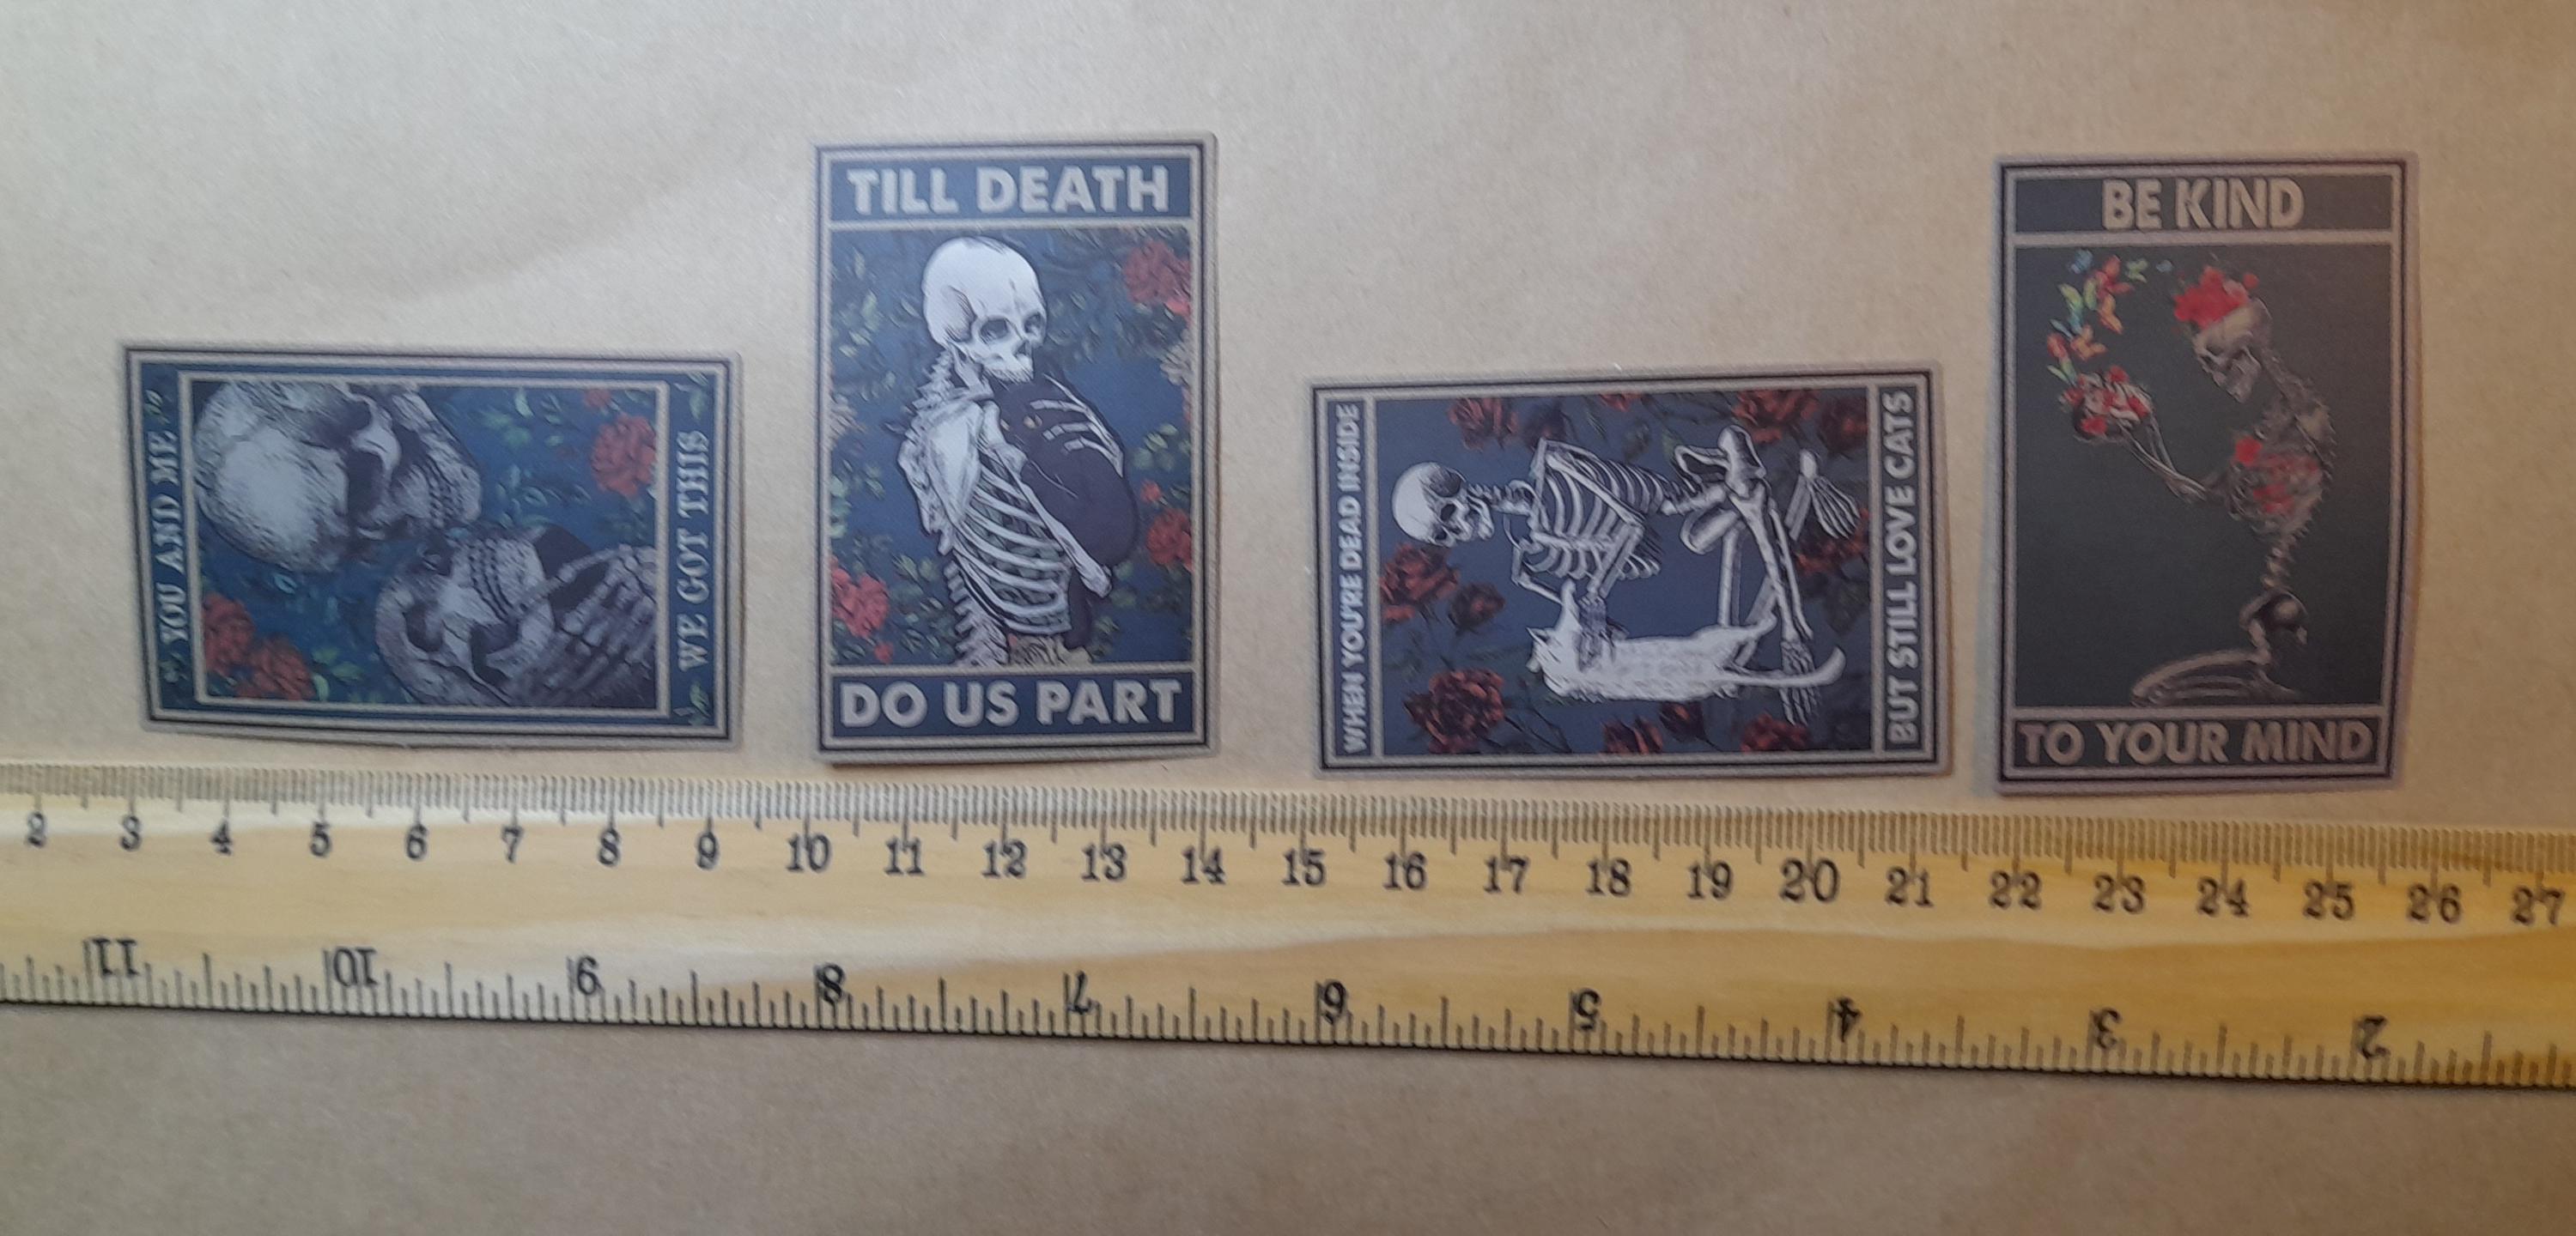 YOU AND ME
WE GOT THIS
TILL DEATH
DO US PART
WHEN YOU'RE DEAD INSIDE
BUT STILL LOVE CATS
BE KIND
TO YOUR MIND
2 3 4 5 6 7 8 9 10 11 12 13 14 15 16 17 18 19 20 21 22 23 24 25 26 27
11 10 9 8 7 6 5 4 3 2